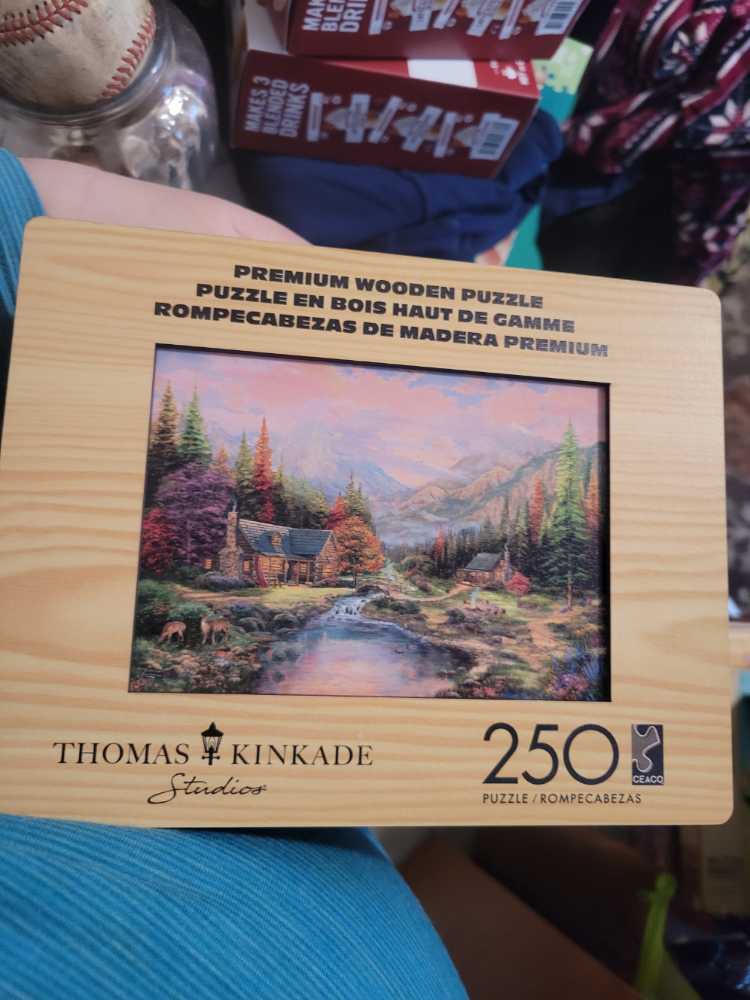 MAKES 3
BLENDED
DRINKS
PREMIUM WOODEN PUZZLE
PUZZLE EN BOIS HAUT DE GAMME
ROMPECABEZAS DE MADERA PREMIUM
THOMAS KINKADE
Studios
250
CEACO
PUZZLE / ROMPECABEZAS